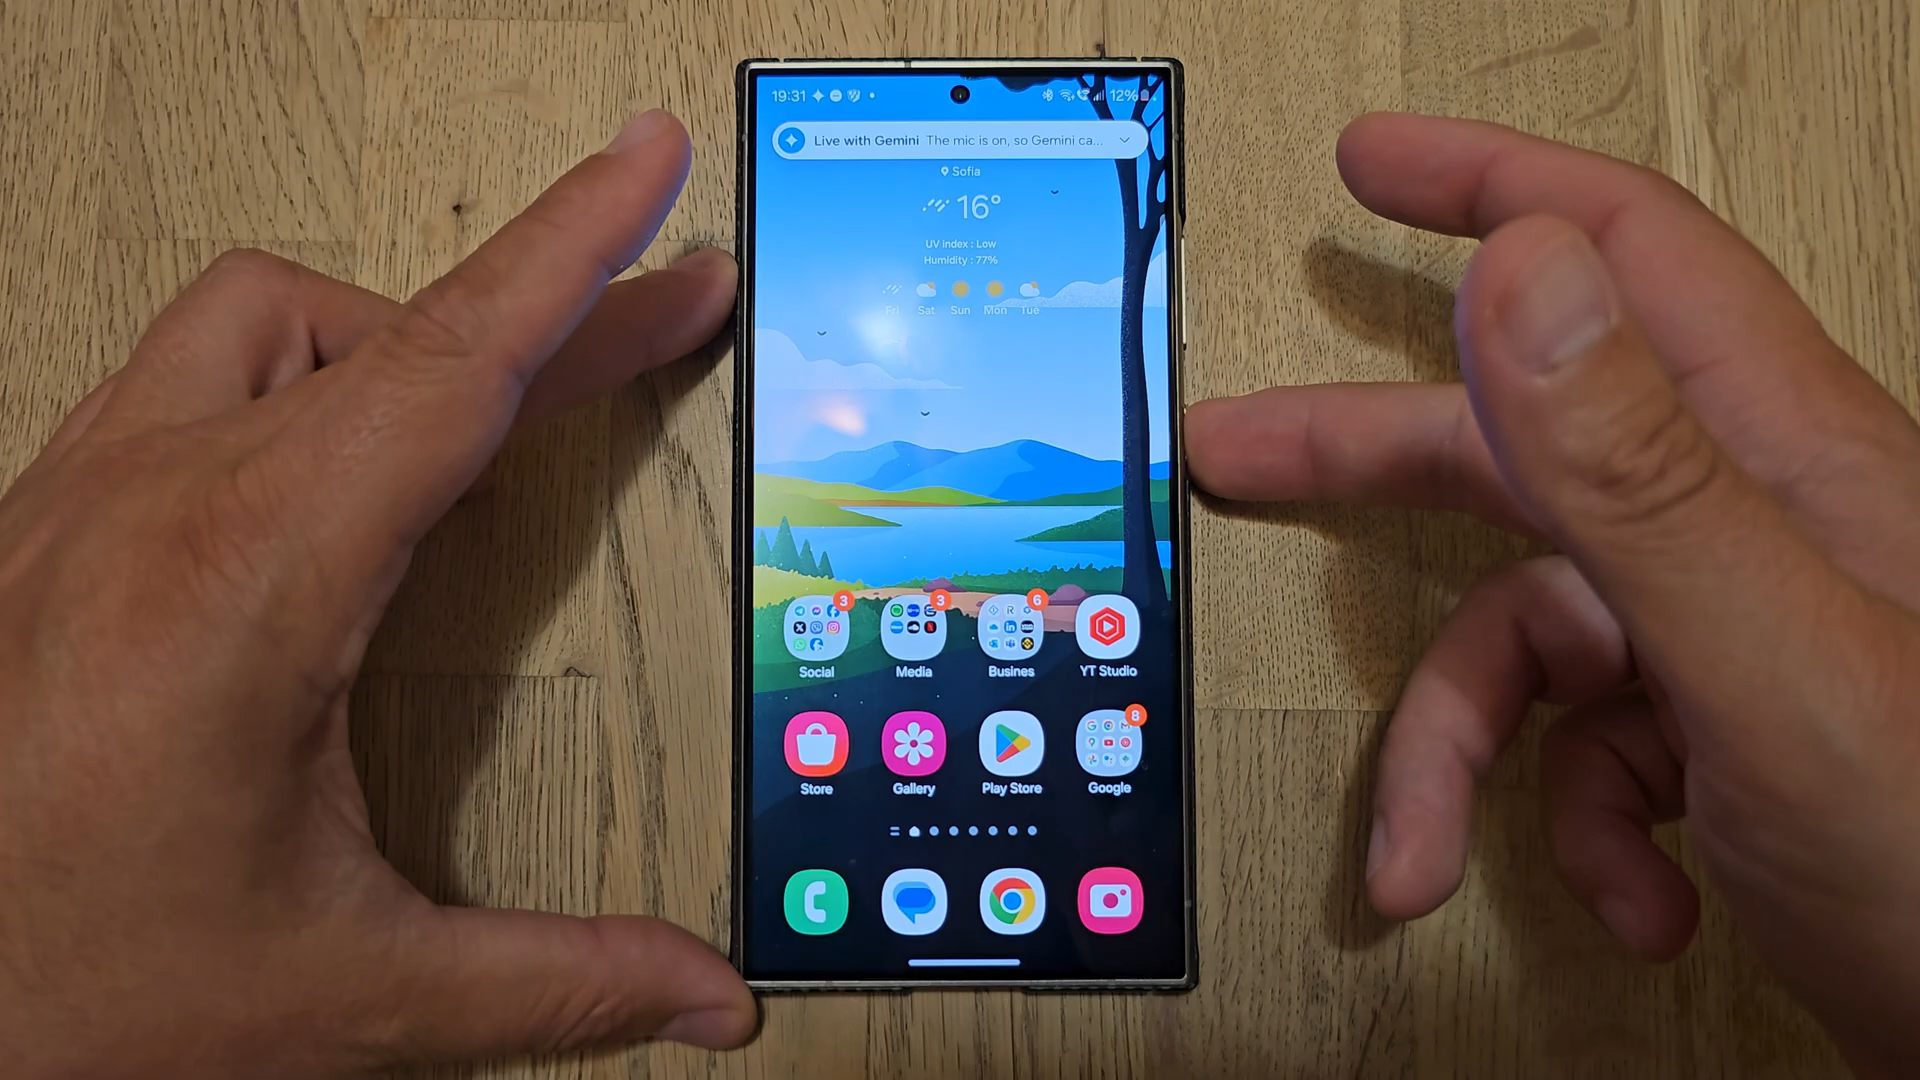 19:31 12%
Live with Gemini The mic is on, so Gemini ca...
Sofia
16°
UV index : Low
Humidity : 77%
Fri Sat Sun Mon Tue
3 3 6
Social Media Busines YT Studio
8
Store Gallery Play Store Google